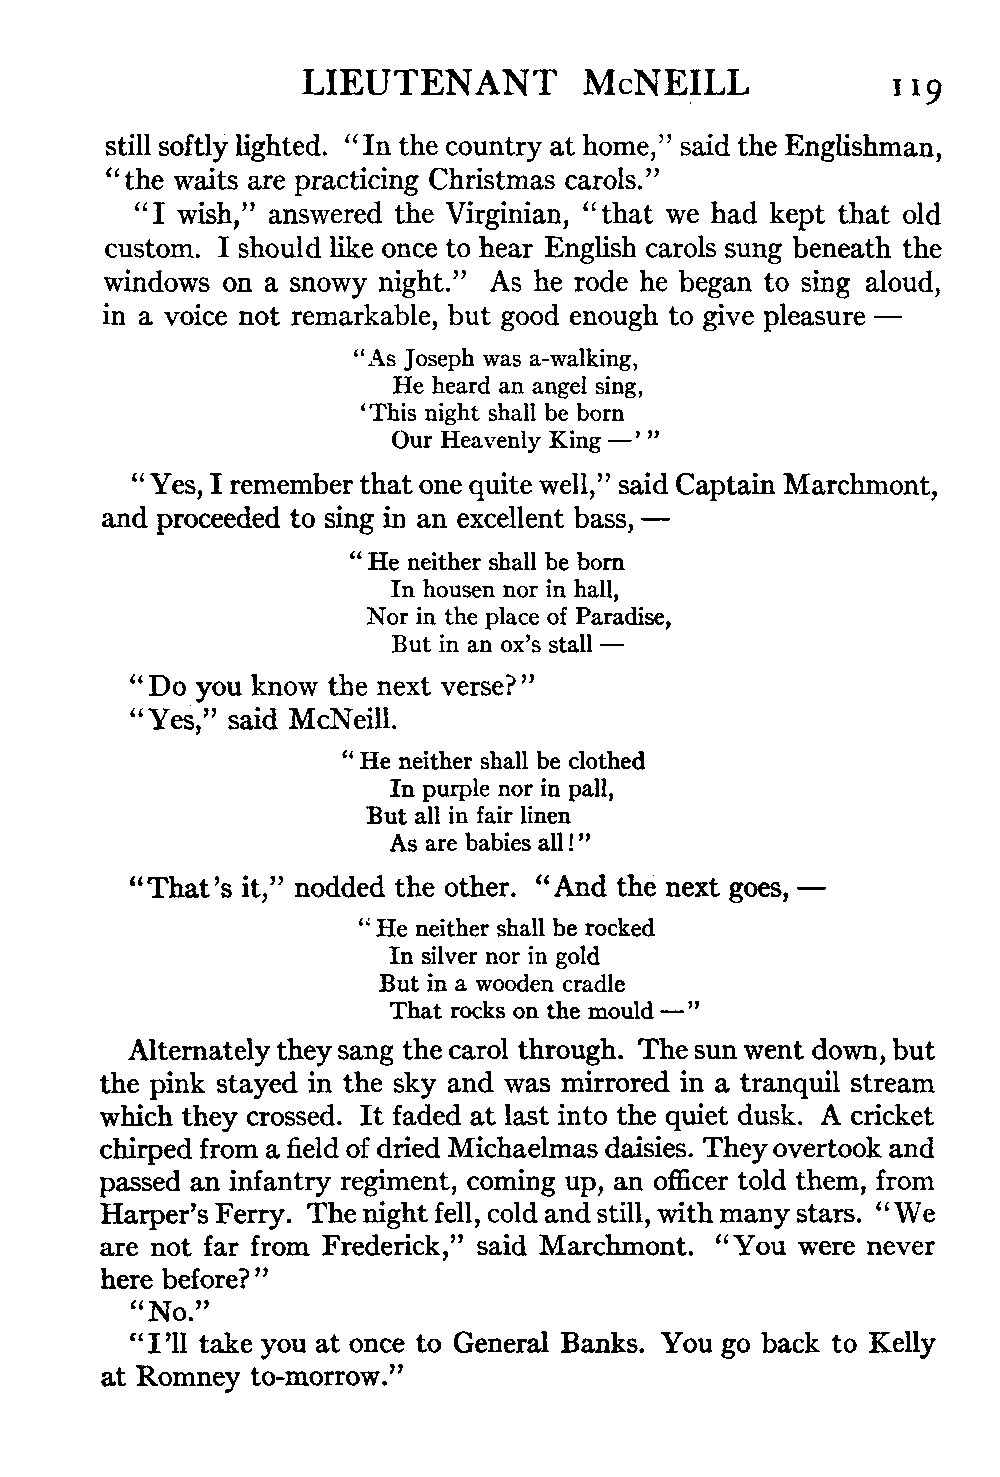 LIEUTENANT McNEILL 119
still softly lighted. “In the country at home,” said the Englishman,
“the waits are practicing Christmas carols.”
“I wish,” answered the Virginian, “that we had kept that old
custom. I should like once to hear English carols sung beneath the
windows on a snowy night.” As he rode he began to sing aloud,
in a voice not remarkable, but good enough to give pleasure —
“As Joseph was a-walking,
He heard an angel sing,
‘This night shall be born
Our Heavenly King —’ ”
“Yes, I remember that one quite well,” said Captain Marchmont,
and proceeded to sing in an excellent bass, —
“He neither shall be born
In housen nor in hall,
Nor in the place of Paradise,
But in an ox’s stall —
“Do you know the next verse?”
“Yes,” said McNeill.
“He neither shall be clothed
In purple nor in pall,
But all in fair linen
As are babies all!”
“That’s it,” nodded the other. “And the next goes, —
“He neither shall be rocked
In silver nor in gold
But in a wooden cradle
That rocks on the mould —”
Alternately they sang the carol through. The sun went down, but
the pink stayed in the sky and was mirrored in a tranquil stream
which they crossed. It faded at last into the quiet dusk. A cricket
chirped from a field of dried Michaelmas daisies. They overtook and
passed an infantry regiment, coming up, an officer told them, from
Harper’s Ferry. The night fell, cold and still, with many stars. “We
are not far from Frederick,” said Marchmont. “You were never
here before?”
“No.”
“I’ll take you at once to General Banks. You go back to Kelly
at Romney to-morrow.”